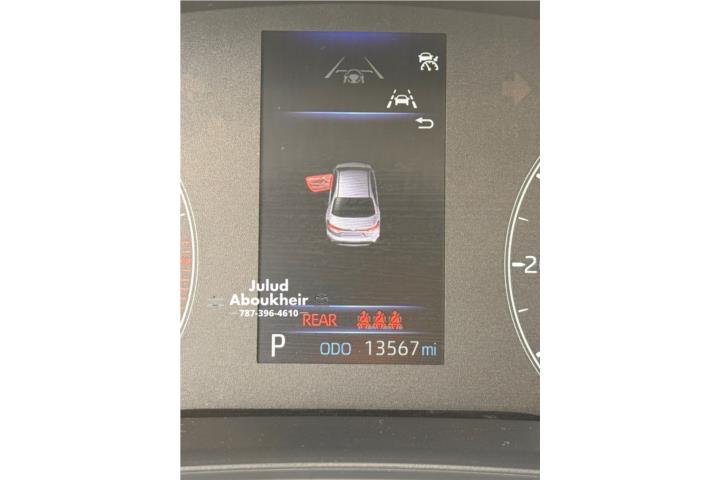 Julud
Aboukheir
787-396-4610
REAR
P ODO 13567 mi